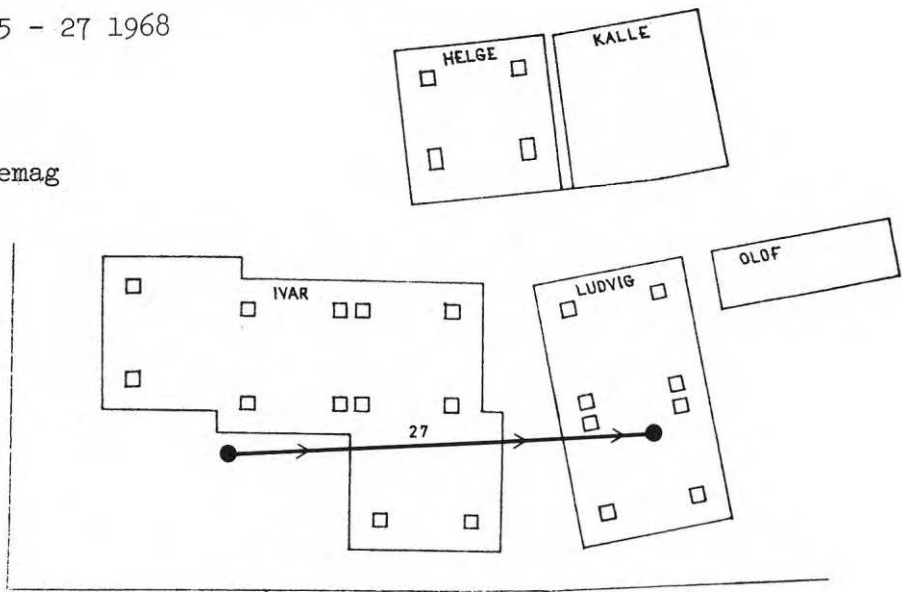 5 - 27 1968
HELGE
KALLE
emag
OLOF
IVAR
LUDVIG
27